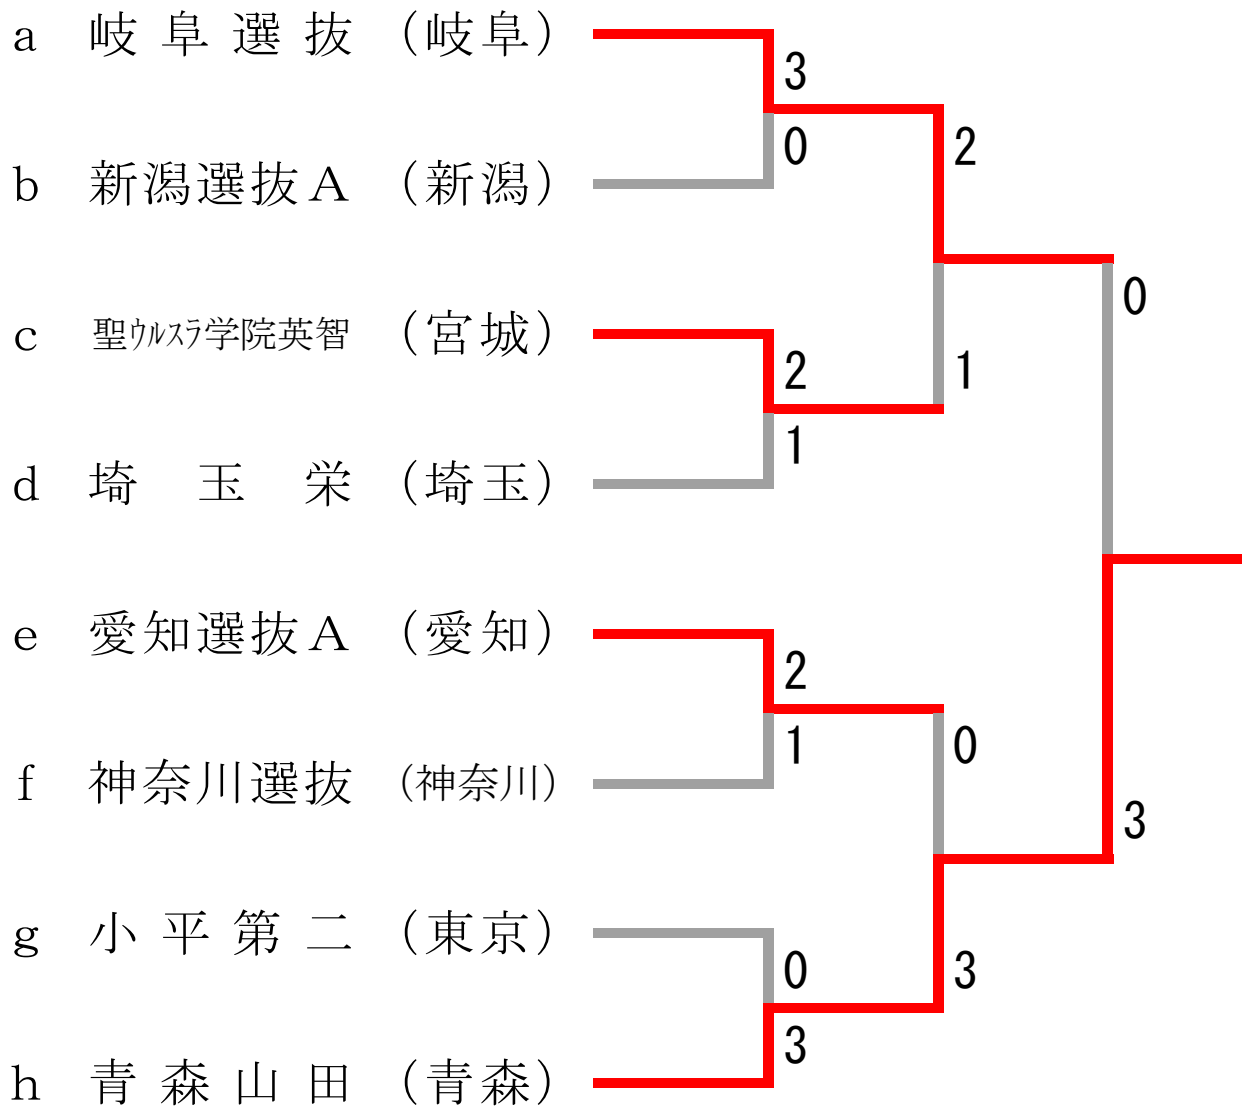 a 岐阜選抜 （岐阜）
3
0
2
b 新潟選抜Ａ （新潟）
0
c 聖ｳﾙｽﾗ学院英智 （宮城）
2
1
1
d 埼玉栄 （埼玉）
e 愛知選抜Ａ （愛知）
2
1
0
f 神奈川選抜 （神奈川）
3
g 小平第二 （東京）
0
3
3
h 青森山田 （青森）